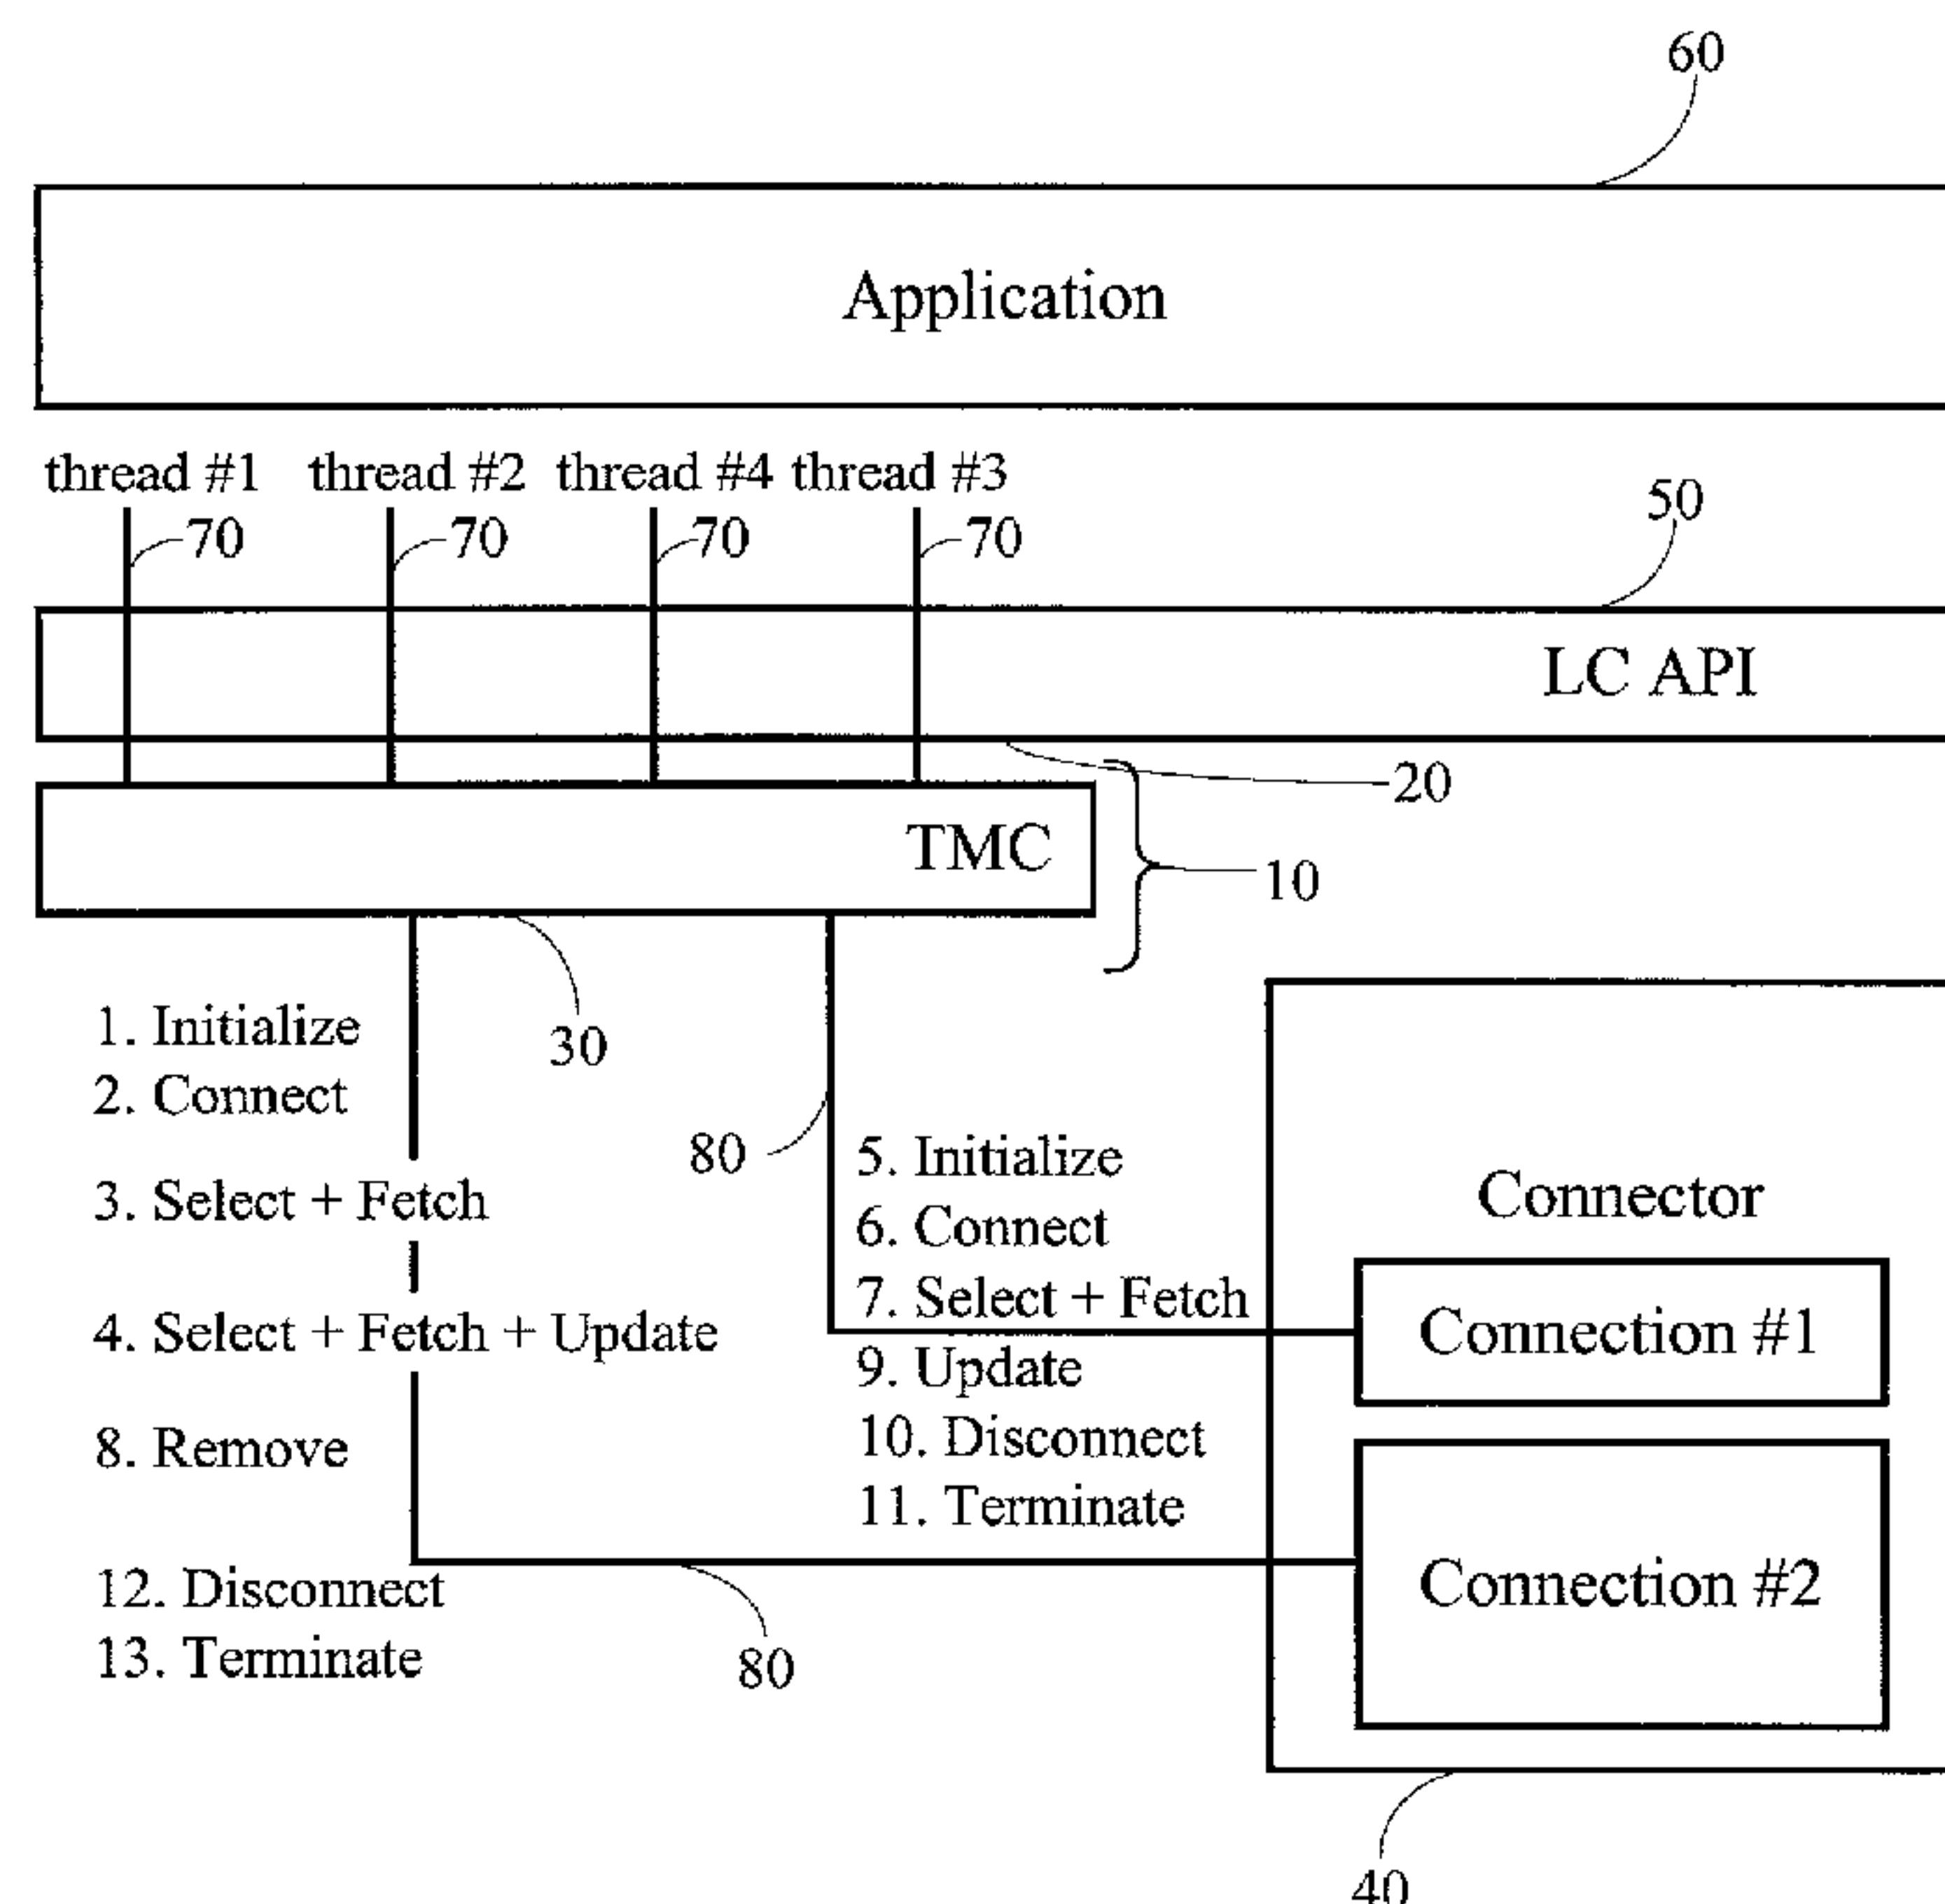 60
Application
thread #1 thread #2 thread #4 thread #3
70 70 70 70
50
LC API
20
TMC
10
30
1. Initialize
2. Connect
3. Select + Fetch
4. Select + Fetch + Update
8. Remove
12. Disconnect
13. Terminate
80
5. Initialize
6. Connect
7. Select + Fetch
9. Update
10. Disconnect
11. Terminate
80
Connector
Connection #1
Connection #2
40